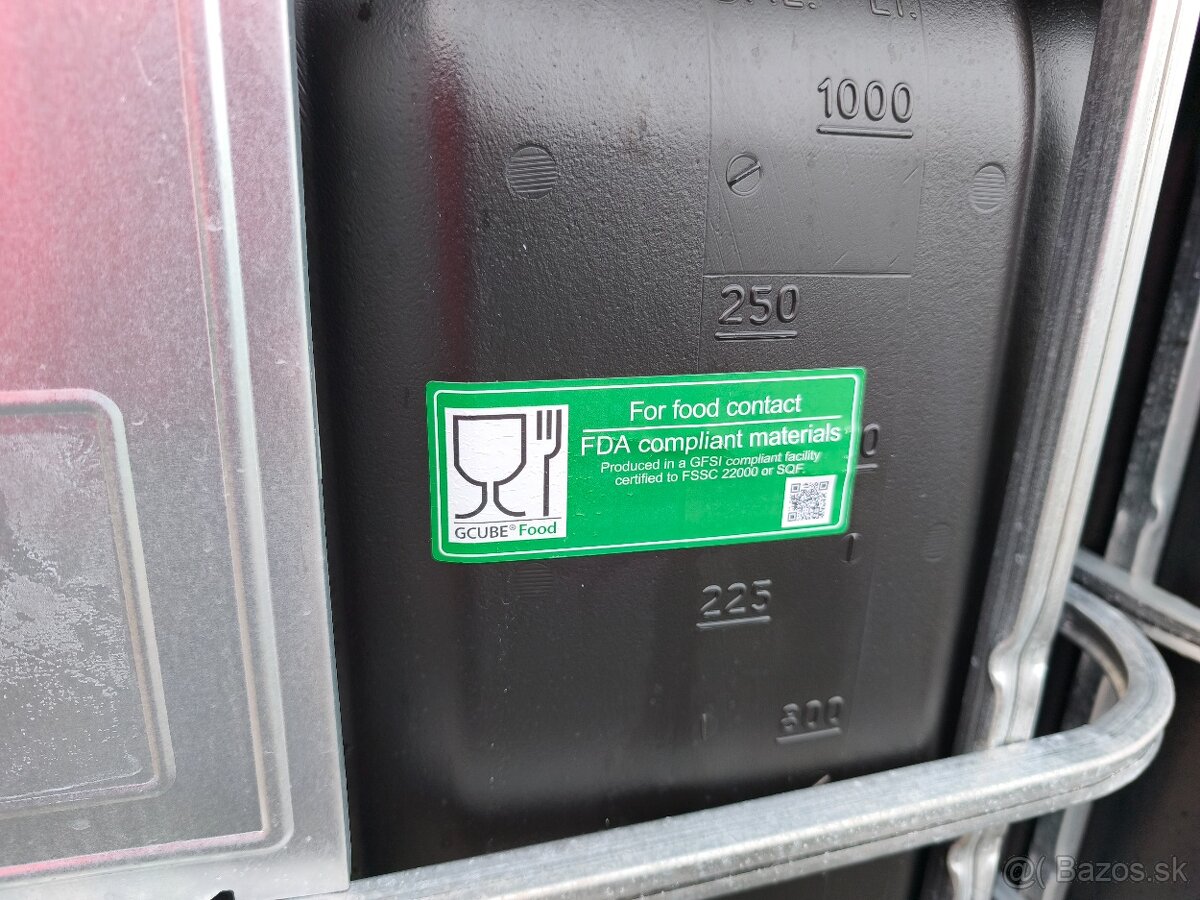 LT.
1000
250
For food contact
FDA compliant materials
Produced in a GFSI compliant facility
certified to FSSC 22000 or SQF.
GCUBE® Food
225
800
@( Bazos.sk